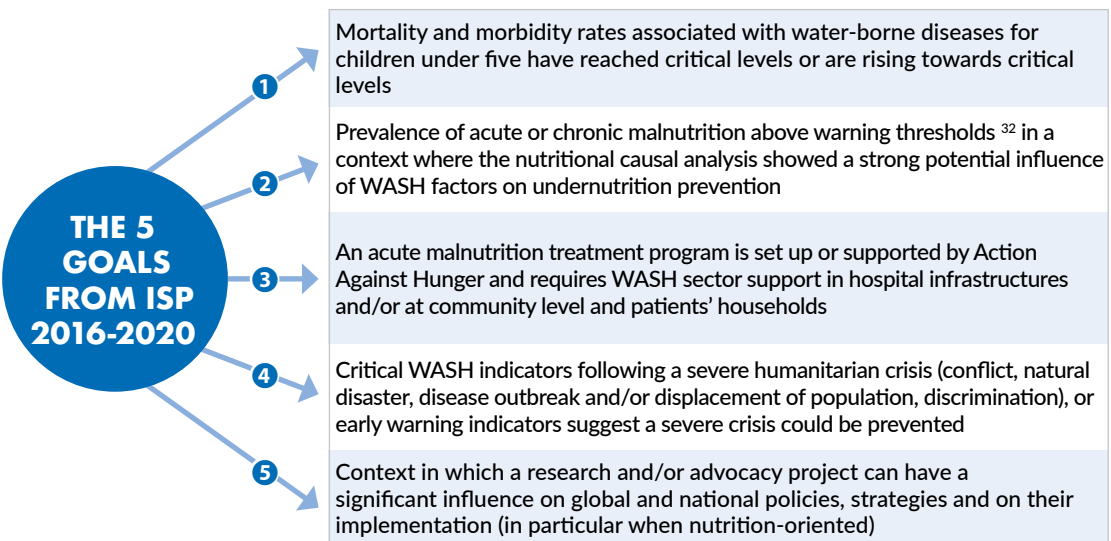 THE 5
GOALS
FROM ISP
2016-2020
1
Mortality and morbidity rates associated with water-borne diseases for
children under five have reached critical levels or are rising towards critical
levels
2
Prevalence of acute or chronic malnutrition above warning thresholds 32 in a
context where the nutritional causal analysis showed a strong potential influence
of WASH factors on undernutrition prevention
3
An acute malnutrition treatment program is set up or supported by Action
Against Hunger and requires WASH sector support in hospital infrastructures
and/or at community level and patients’ households
4
Critical WASH indicators following a severe humanitarian crisis (conflict, natural
disaster, disease outbreak and/or displacement of population, discrimination), or
early warning indicators suggest a severe crisis could be prevented
5
Context in which a research and/or advocacy project can have a
significant influence on global and national policies, strategies and on their
implementation (in particular when nutrition-oriented)